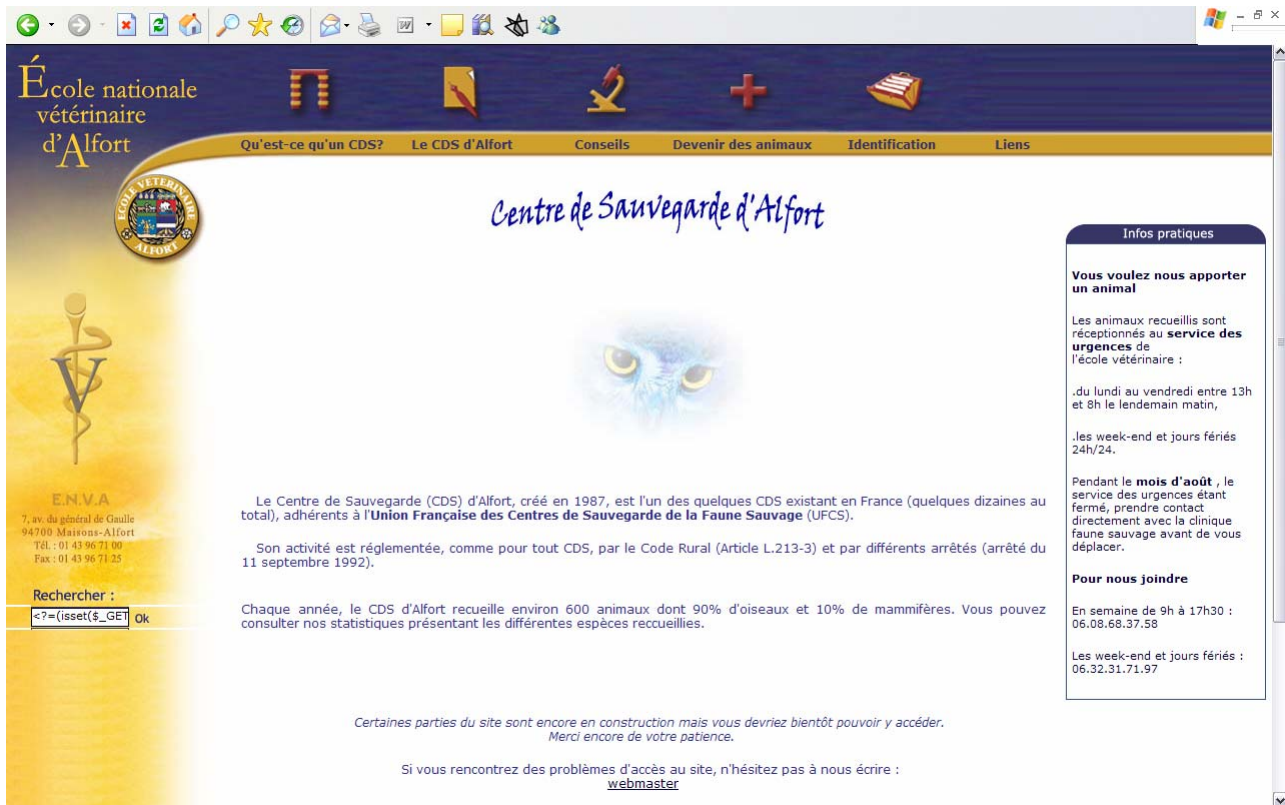 École nationale
vétérinaire
d'Alfort
Qu'est-ce qu'un CDS? Le CDS d'Alfort Conseils Devenir des animaux Identification Liens
ECOLE VETERINAIRE
ALFORT
Centre de Sauvegarde d'Alfort
V
E.N.V.A
7, av. du général de Gaulle
94700 Maisons-Alfort
Tél. : 01 43 96 71 00
Fax : 01 43 96 71 25
Rechercher :
<?=(isset($_GET Ok
Le Centre de Sauvegarde (CDS) d'Alfort, créé en 1987, est l'un des quelques CDS existant en France (quelques dizaines au
total), adhérents à l'Union Française des Centres de Sauvegarde de la Faune Sauvage (UFCS).
Son activité est réglementée, comme pour tout CDS, par le Code Rural (Article L.213-3) et par différents arrêtés (arrêté du
11 septembre 1992).
Chaque année, le CDS d'Alfort recueille environ 600 animaux dont 90% d'oiseaux et 10% de mammifères. Vous pouvez
consulter nos statistiques présentant les différentes espèces reccueillies.
Certaines parties du site sont encore en construction mais vous devriez bientôt pouvoir y accéder.
Merci encore de votre patience.
Si vous rencontrez des problèmes d'accès au site, n'hésitez pas à nous écrire :
webmaster
Infos pratiques
Vous voulez nous apporter
un animal
Les animaux recueillis sont
réceptionnés au service des
urgences de
l'école vétérinaire :
.du lundi au vendredi entre 13h
et 8h le lendemain matin,
.les week-end et jours fériés
24h/24.
Pendant le mois d'août , le
service des urgences étant
fermé, prendre contact
directement avec la clinique
faune sauvage avant de vous
déplacer.
Pour nous joindre
En semaine de 9h à 17h30 :
06.08.68.37.58
Les week-end et jours fériés :
06.32.31.71.97